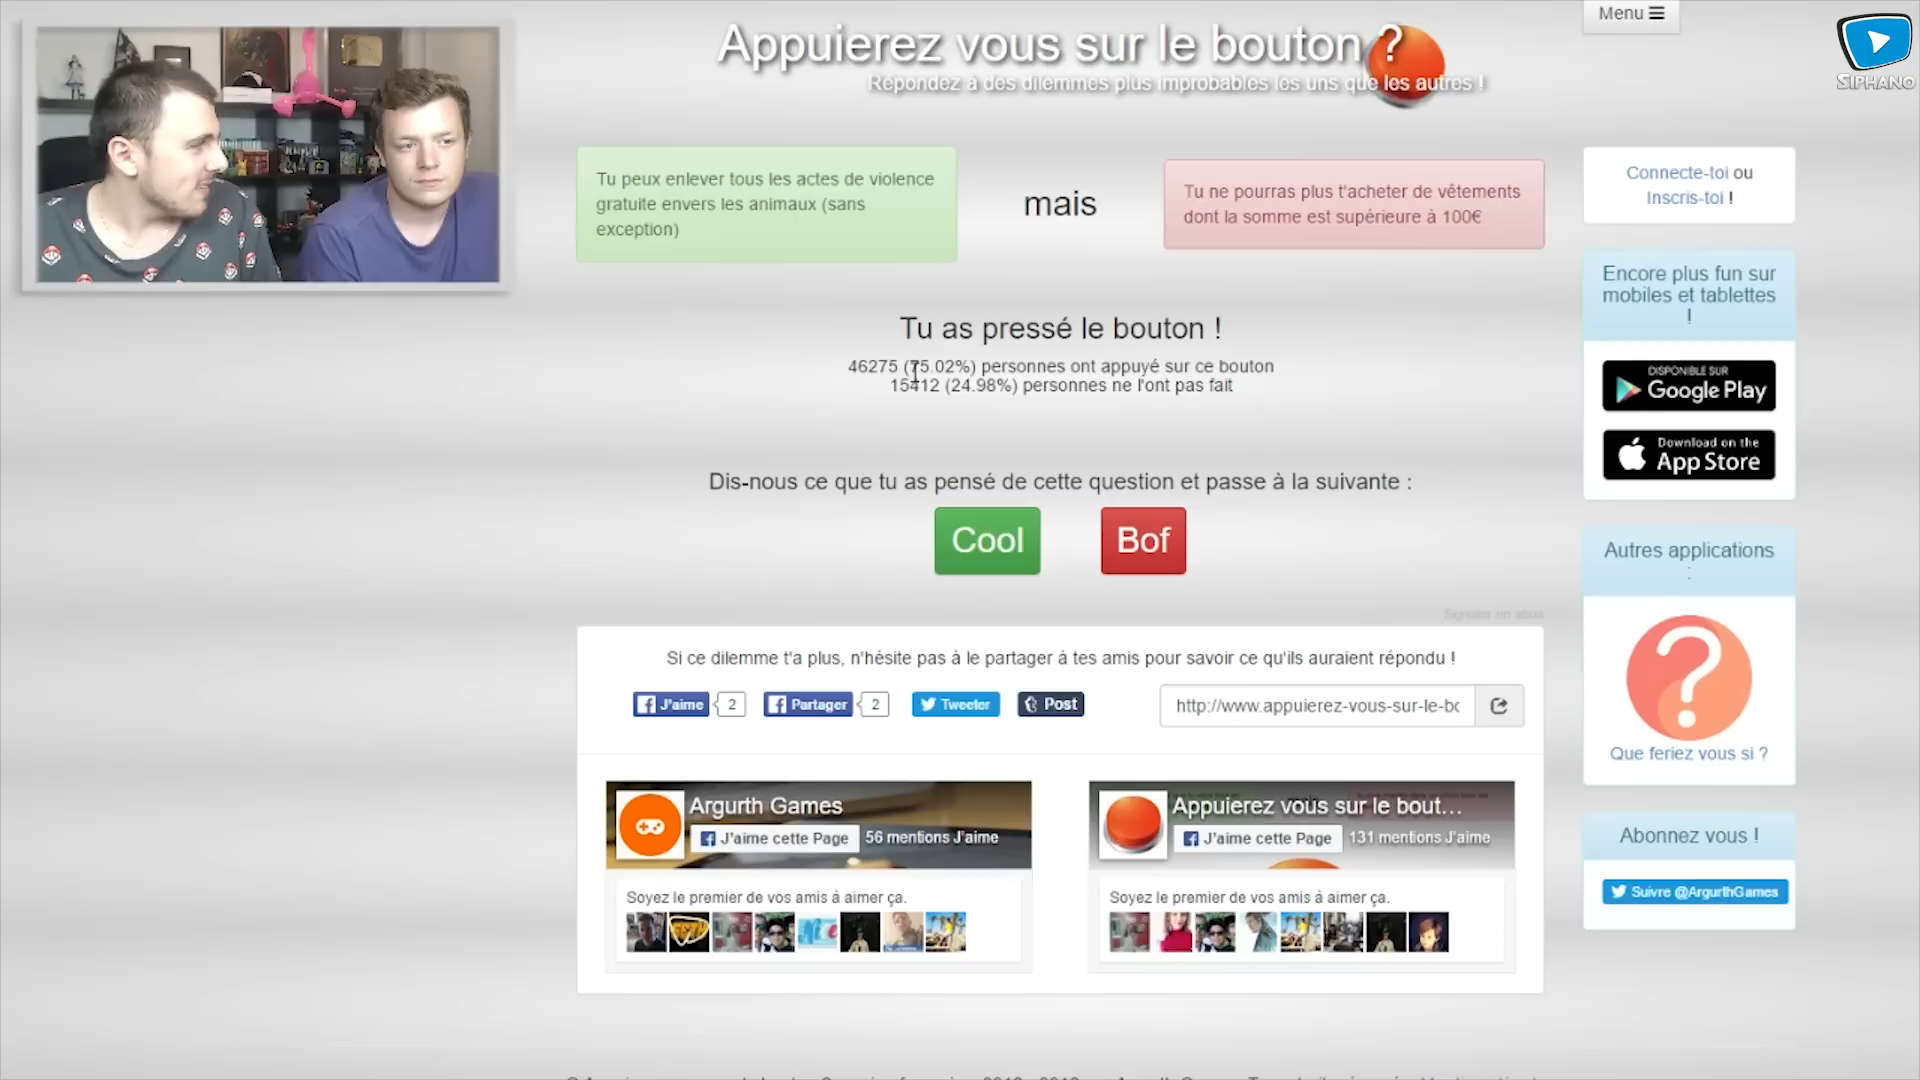 Menu
Appuierez vous sur le bouton ?
Répondez à des dilemmes plus improbables les uns que les autres !
SIPHANO
Tu peux enlever tous les actes de violence
gratuite envers les animaux (sans
exception)
mais
Tu ne pourras plus t'acheter de vêtements
dont la somme est supérieure à 100€
Connecte-toi ou
Inscris-toi !
Tu as pressé le bouton !
46275 (75.02%) personnes ont appuyé sur ce bouton
15412 (24.98%) personnes ne l'ont pas fait
Encore plus fun sur
mobiles et tablettes
!
DISPONIBLE SUR
Google Play
Download on the
App Store
Dis-nous ce que tu as pensé de cette question et passe à la suivante :
Cool
Bof
Signaler un abus
Autres applications
:
Que feriez vous si ?
Si ce dilemme t'a plus, n'hésite pas à le partager à tes amis pour savoir ce qu'ils auraient répondu !
J'aime 2
Partager 2
Tweeter
Post
http://www.appuierez-vous-sur-le-bo
Argurth Games
J'aime cette Page 56 mentions J'aime
Soyez le premier de vos amis à aimer ça.
Appuierez vous sur le bout...
J'aime cette Page 131 mentions J'aime
Soyez le premier de vos amis à aimer ça.
Abonnez vous !
Suivre @ArgurthGames